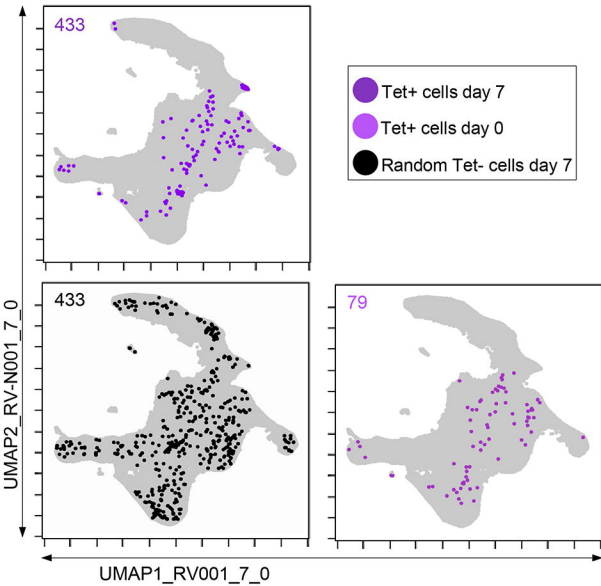 433
Tet+ cells day 7
Tet+ cells day 0
Random Tet- cells day 7
433
79
UMAP2_RV-N001_7_0
UMAP1_RV001_7_0